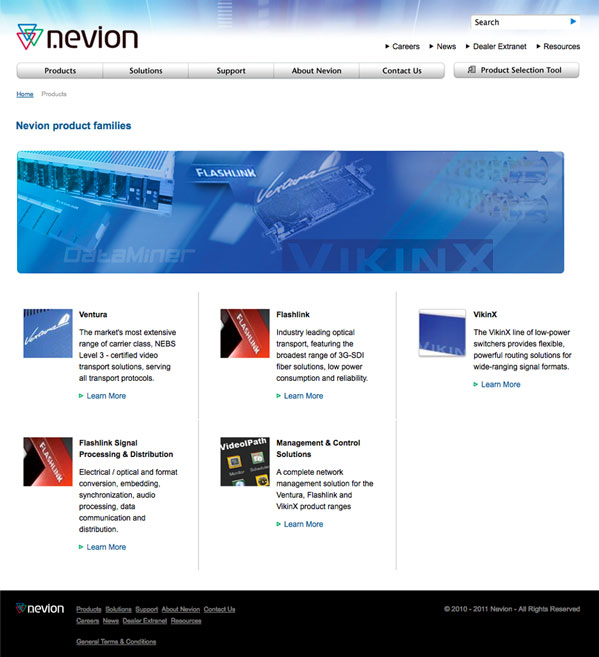 nevion
Search
Careers News Dealer Extranet Resources
Products Solutions Support About Nevion Contact Us Product Selection Tool
Home Products
Nevion product families
FLASHLINK
Ventura
DataMiner
VIKINX
Ventura
Ventura
The market's most extensive
range of carrier class, NEBS
Level 3 - certified video
transport solutions, serving
all transport protocols.
Learn More
FLASHLINK
Flashlink
Industry leading optical
transport, featuring the
broadest range of 3G-SDI
fiber solutions, low power
consumption and reliability.
Learn More
VIKINX
VikinX
The VikinX line of low-power
switchers provides flexible,
powerful routing solutions for
wide-ranging signal formats.
Learn More
FLASHLINK
Flashlink Signal
Processing & Distribution
Electrical / optical and format
conversion, embedding,
synchronization, audio
processing, data
communication and
distribution.
Learn More
VideoIPath
Monitor Scheduler
Management & Control
Solutions
A complete network
management solution for the
Ventura, Flashlink and
VikinX product ranges
Learn More
nevion
Products Solutions Support About Nevion Contact Us
Careers News Dealer Extranet Resources
General Terms & Conditions
© 2010 - 2011 Nevion - All Rights Reserved